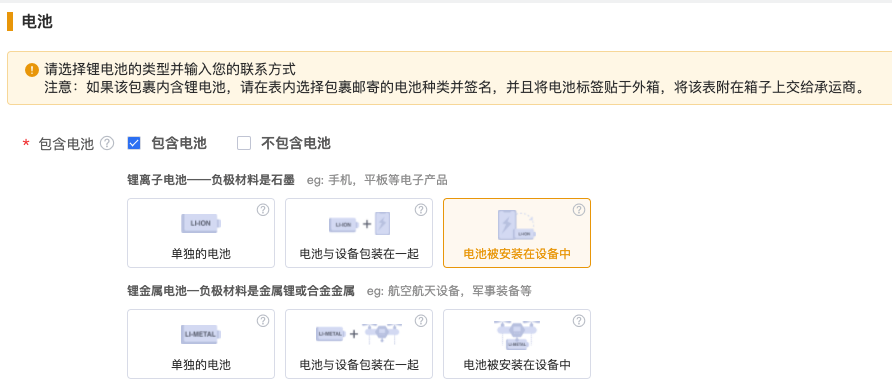 电池
请选择锂电池的类型并输入您的联系方式
注意：如果该包裹内含锂电池，请在表内选择包裹邮寄的电池种类并签名，并且将电池标签贴于外箱，将该表附在箱子上交给承运商。
* 包含电池 ? 包含电池 不包含电池
锂离子电池——负极材料是石墨 eg: 手机，平板等电子产品
LI-ION ? LI-ION + ? LI-ION ?
单独的电池 电池与设备包装在一起 电池被安装在设备中
锂金属电池—负极材料是金属锂或合金金属 eg: 航空航天设备，军事装备等
LI-METAL ? LI-METAL + ? LI-METAL ?
单独的电池 电池与设备包装在一起 电池被安装在设备中